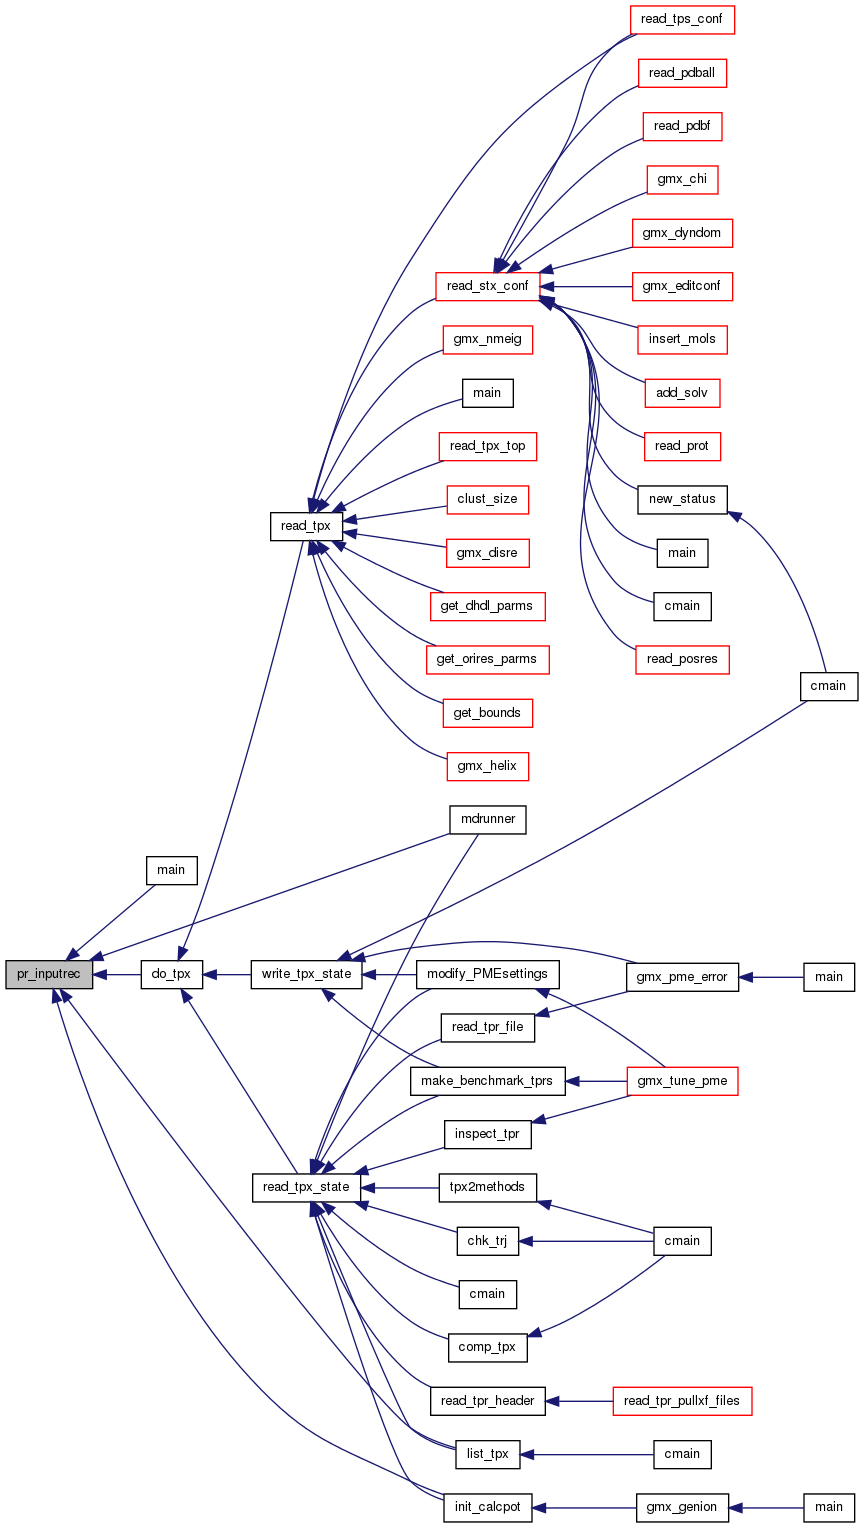 read_tps_conf
read_pdball
read_pdbf
gmx_chi
gmx_dyndom
read_stx_conf
gmx_editconf
gmx_nmeig
insert_mols
main
add_solv
read_tpx_top
read_prot
clust_size
new_status
read_tpx
gmx_disre
main
get_dhdl_parms
cmain
get_orires_parms
read_posres
get_bounds
cmain
gmx_helix
mdrunner
main
pr_inputrec
do_tpx
write_tpx_state
modify_PMEsettings
gmx_pme_error
main
read_tpr_file
make_benchmark_tprs
gmx_tune_pme
inspect_tpr
read_tpx_state
tpx2methods
chk_trj
cmain
cmain
comp_tpx
read_tpr_header
read_tpr_pullxf_files
list_tpx
cmain
init_calcpot
gmx_genion
main